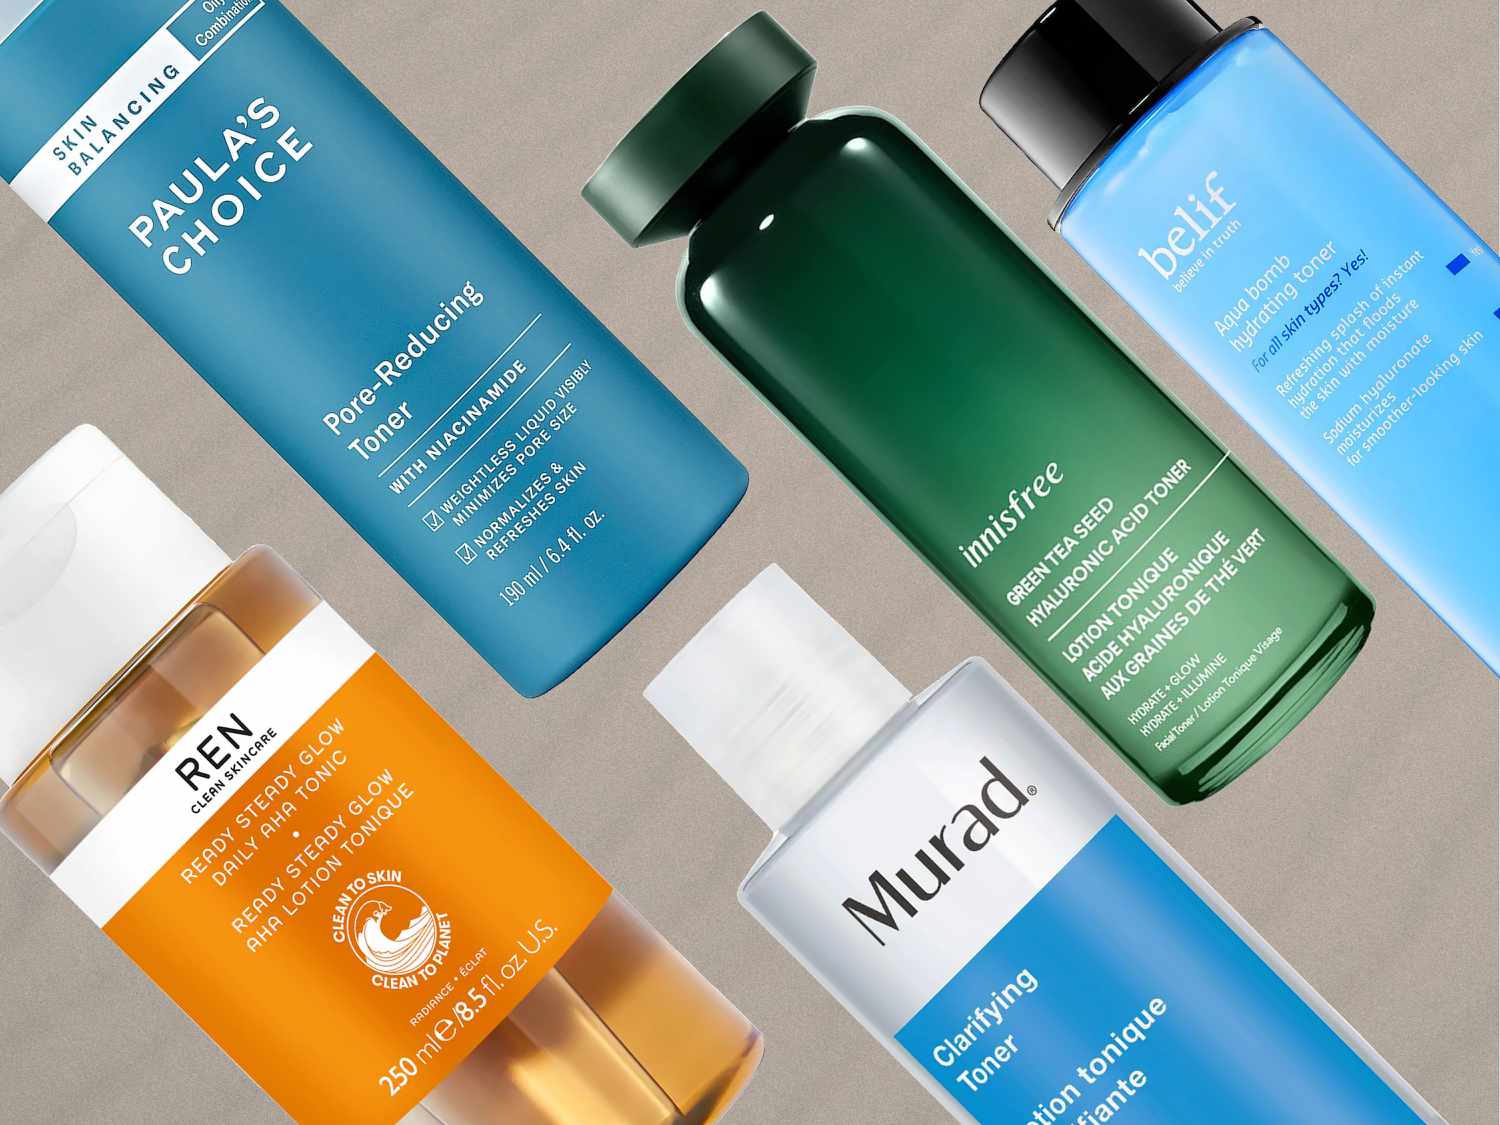 SKIN
BALANCING
Oily
Combination
PAULA'S
CHOICE
Pore-Reducing
Toner
WITH NIACINAMIDE
WEIGHTLESS LIQUID VISIBLY
MINIMIZES PORE SIZE
NORMALIZES &
REFRESHES SKIN
190 ml / 6.4 fl. oz.
innisfree
GREEN TEA SEED
HYALURONIC ACID TONER
LOTION TONIQUE
ACIDE HYALURONIQUE
AUX GRAINES DE THÉ VERT
HYDRATE + GLOW
HYDRATE + ILLUMINE
Facial Toner / Lotion Tonique Visage
belif
believe in truth
Aqua bomb
hydrating toner
For all skin types? Yes!
Refreshing splash of instant
hydration that floods
the skin with moisture
Sodium hyaluronate
moisturizes
for smoother-looking skin
REN
CLEAN SKINCARE
READY STEADY GLOW
DAILY AHA TONIC
•
READY STEADY GLOW
AHA LOTION TONIQUE
CLEAN TO SKIN
CLEAN TO PLANET
RADIANCE • ÉCLAT
250 ml ℮/8.5 fl. oz. U.S.
Murad®
Clarifying
Toner
otion tonique
fiante